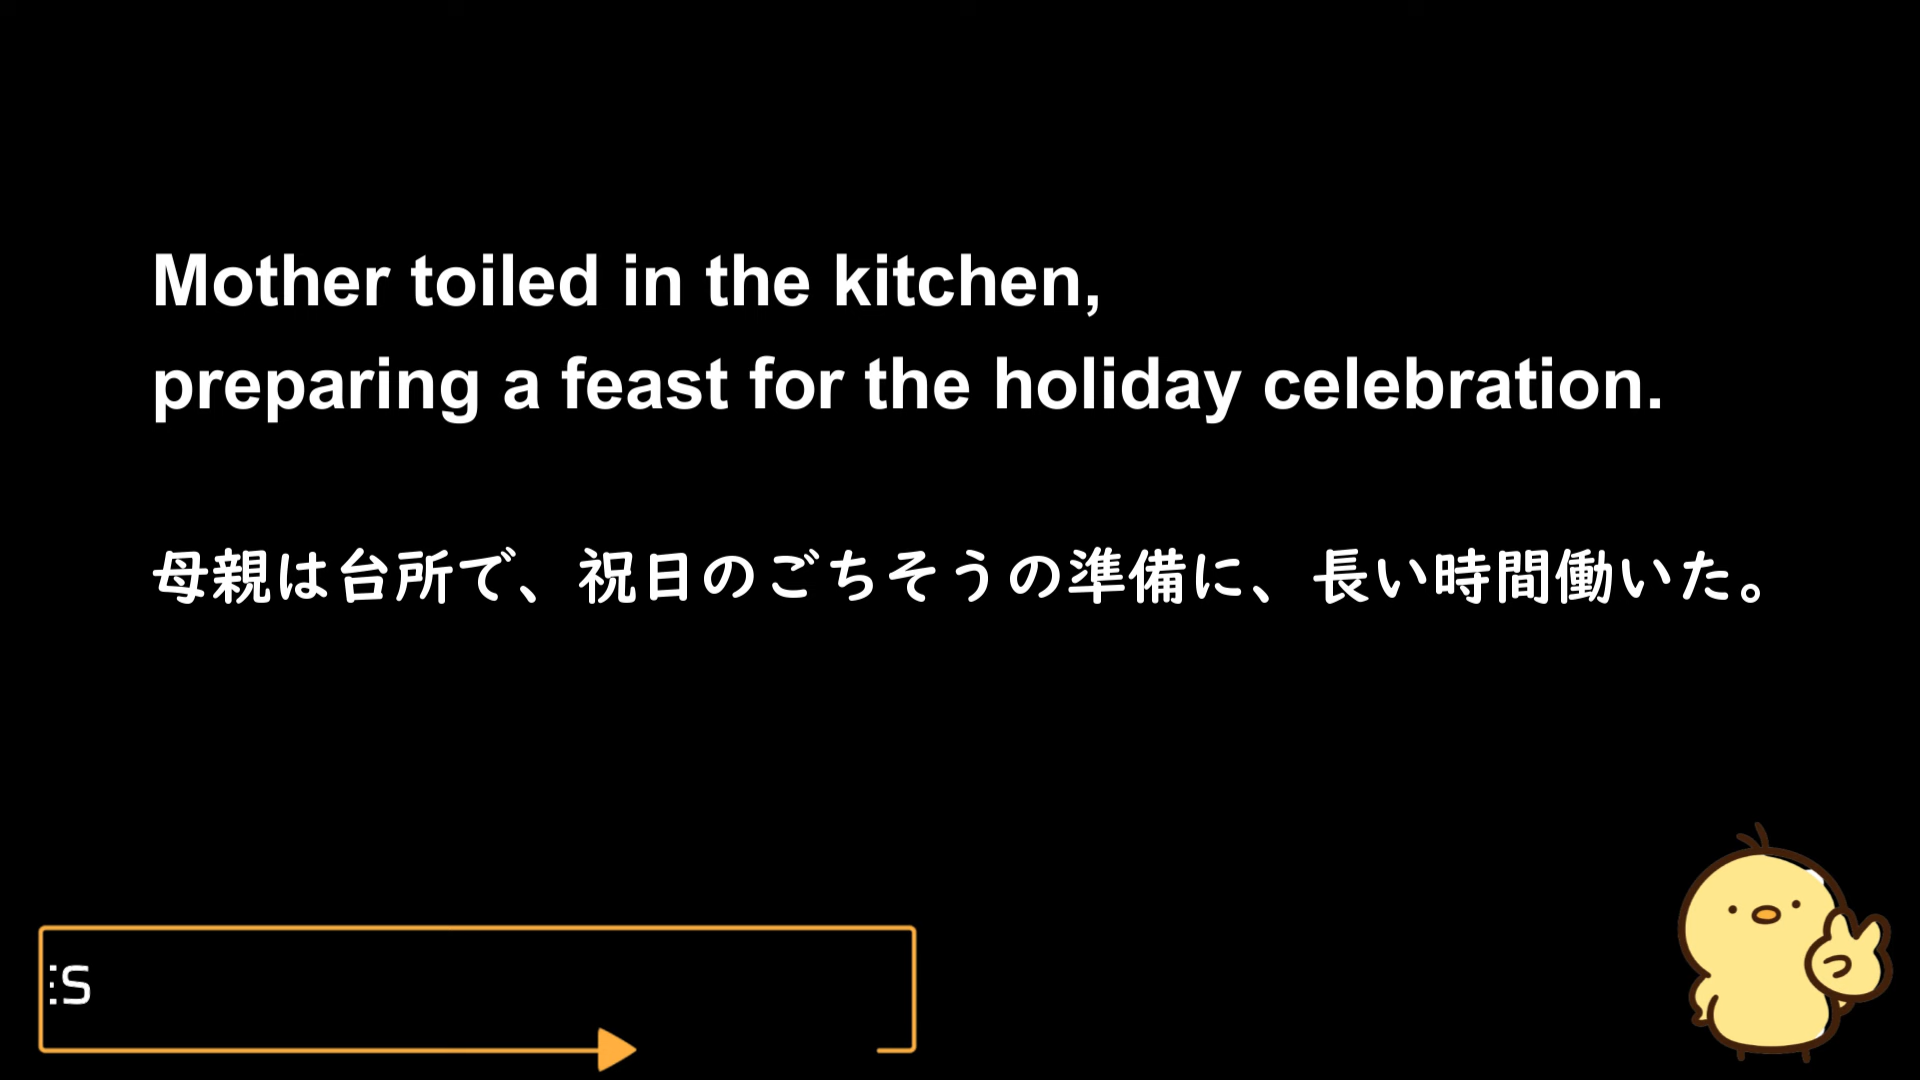 Mother toiled in the kitchen,
preparing a feast for the holiday celebration.
母親は台所で、祝日のごちそうの準備に、長い時間働いた。